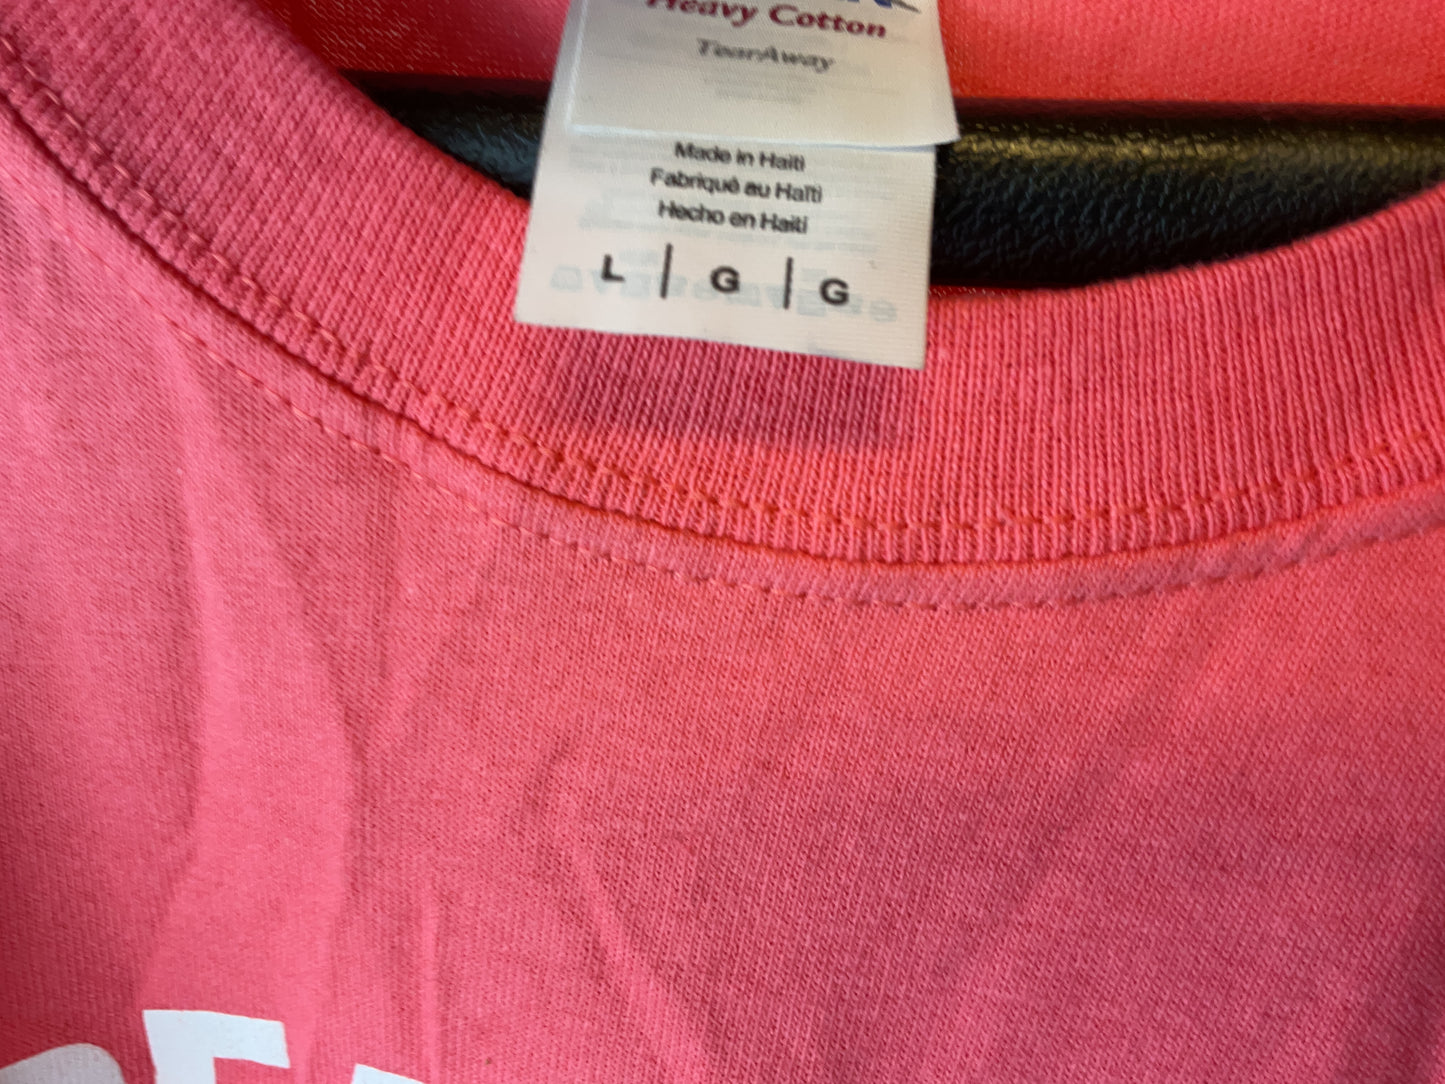 Heavy Cotton
TearAway
Made in Haiti
Fabriqué au Haïti
Hecho en Haiti
L | G | G